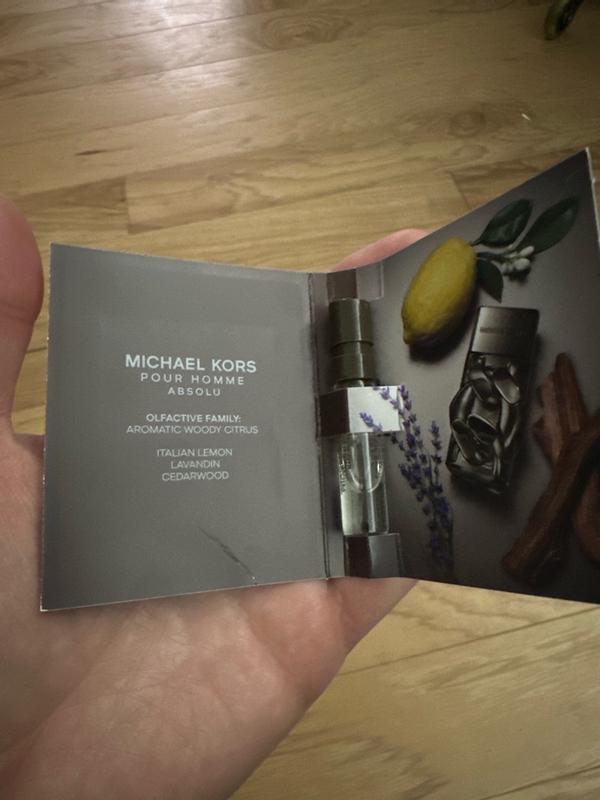 MICHAEL KORS
POUR HOMME
ABSOLU
OLFACTIVE FAMILY:
AROMATIC WOODY CITRUS
ITALIAN LEMON
LAVANDIN
CEDARWOOD